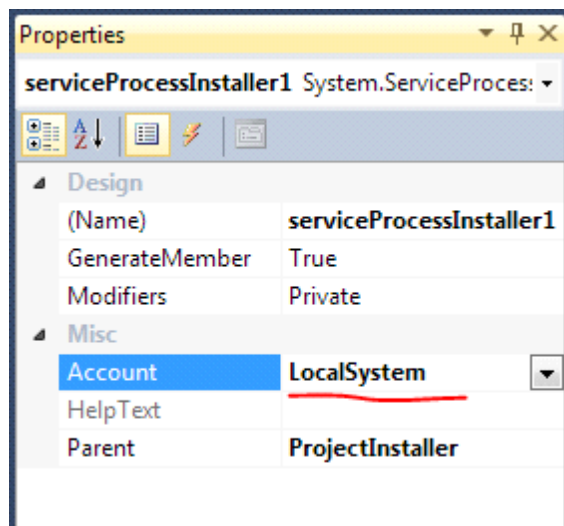 Properties
serviceProcessInstaller1 System.ServiceProces
Design
(Name) serviceProcessInstaller1
GenerateMember True
Modifiers Private
Misc
Account LocalSystem
HelpText
Parent ProjectInstaller